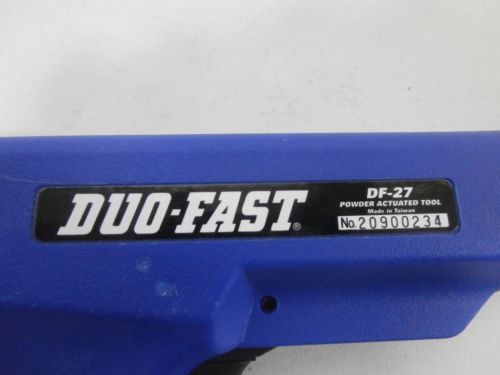 DUO-FAST®
DF-27
POWDER ACTUATED TOOL
Made in Taiwan
No. 20900234